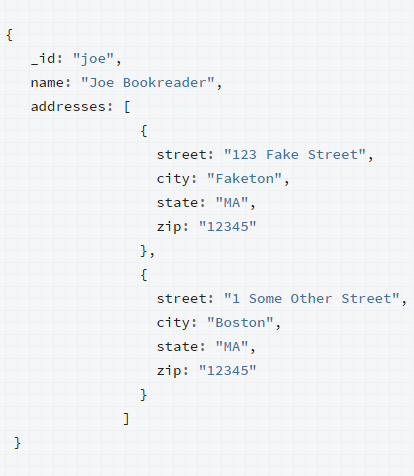 {
_id: "joe",
name: "Joe Bookreader",
addresses: [
{
street: "123 Fake Street",
city: "Faketon",
state: "MA",
zip: "12345"
},
{
street: "1 Some Other Street",
city: "Boston",
state: "MA",
zip: "12345"
}
]
}